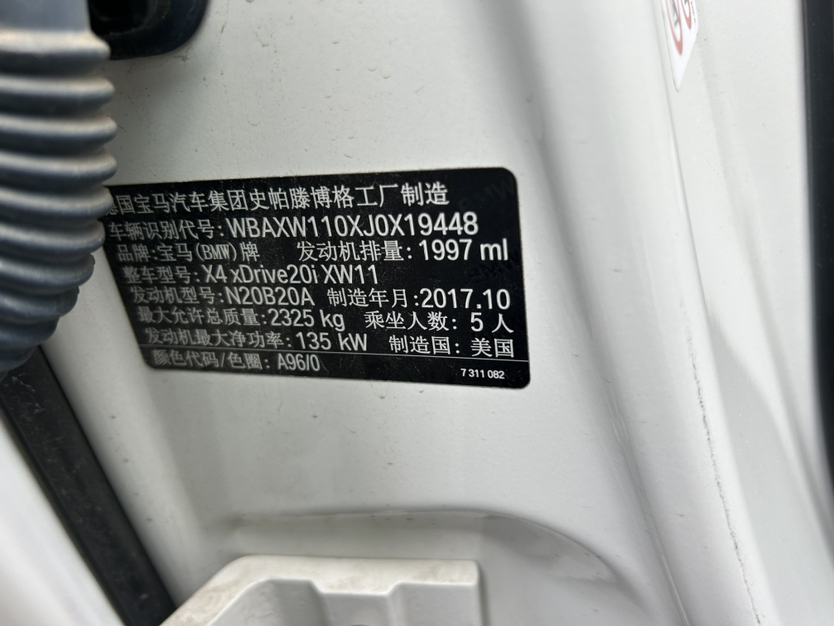 国宝马汽车集团史帕滕博格工厂制造
车辆识别代号: WBAXW110XJ0X19448
品牌:宝马(BMW)牌 发动机排量: 1997 ml
整车型号: X4 xDrive20i XW11
发动机型号: N20B20A 制造年月: 2017.10
最大允许总质量: 2325 kg 乘坐人数: 5 人
发动机最大净功率: 135 kW 制造国: 美国
颜色代码/色圈: A96/0
7 311 082